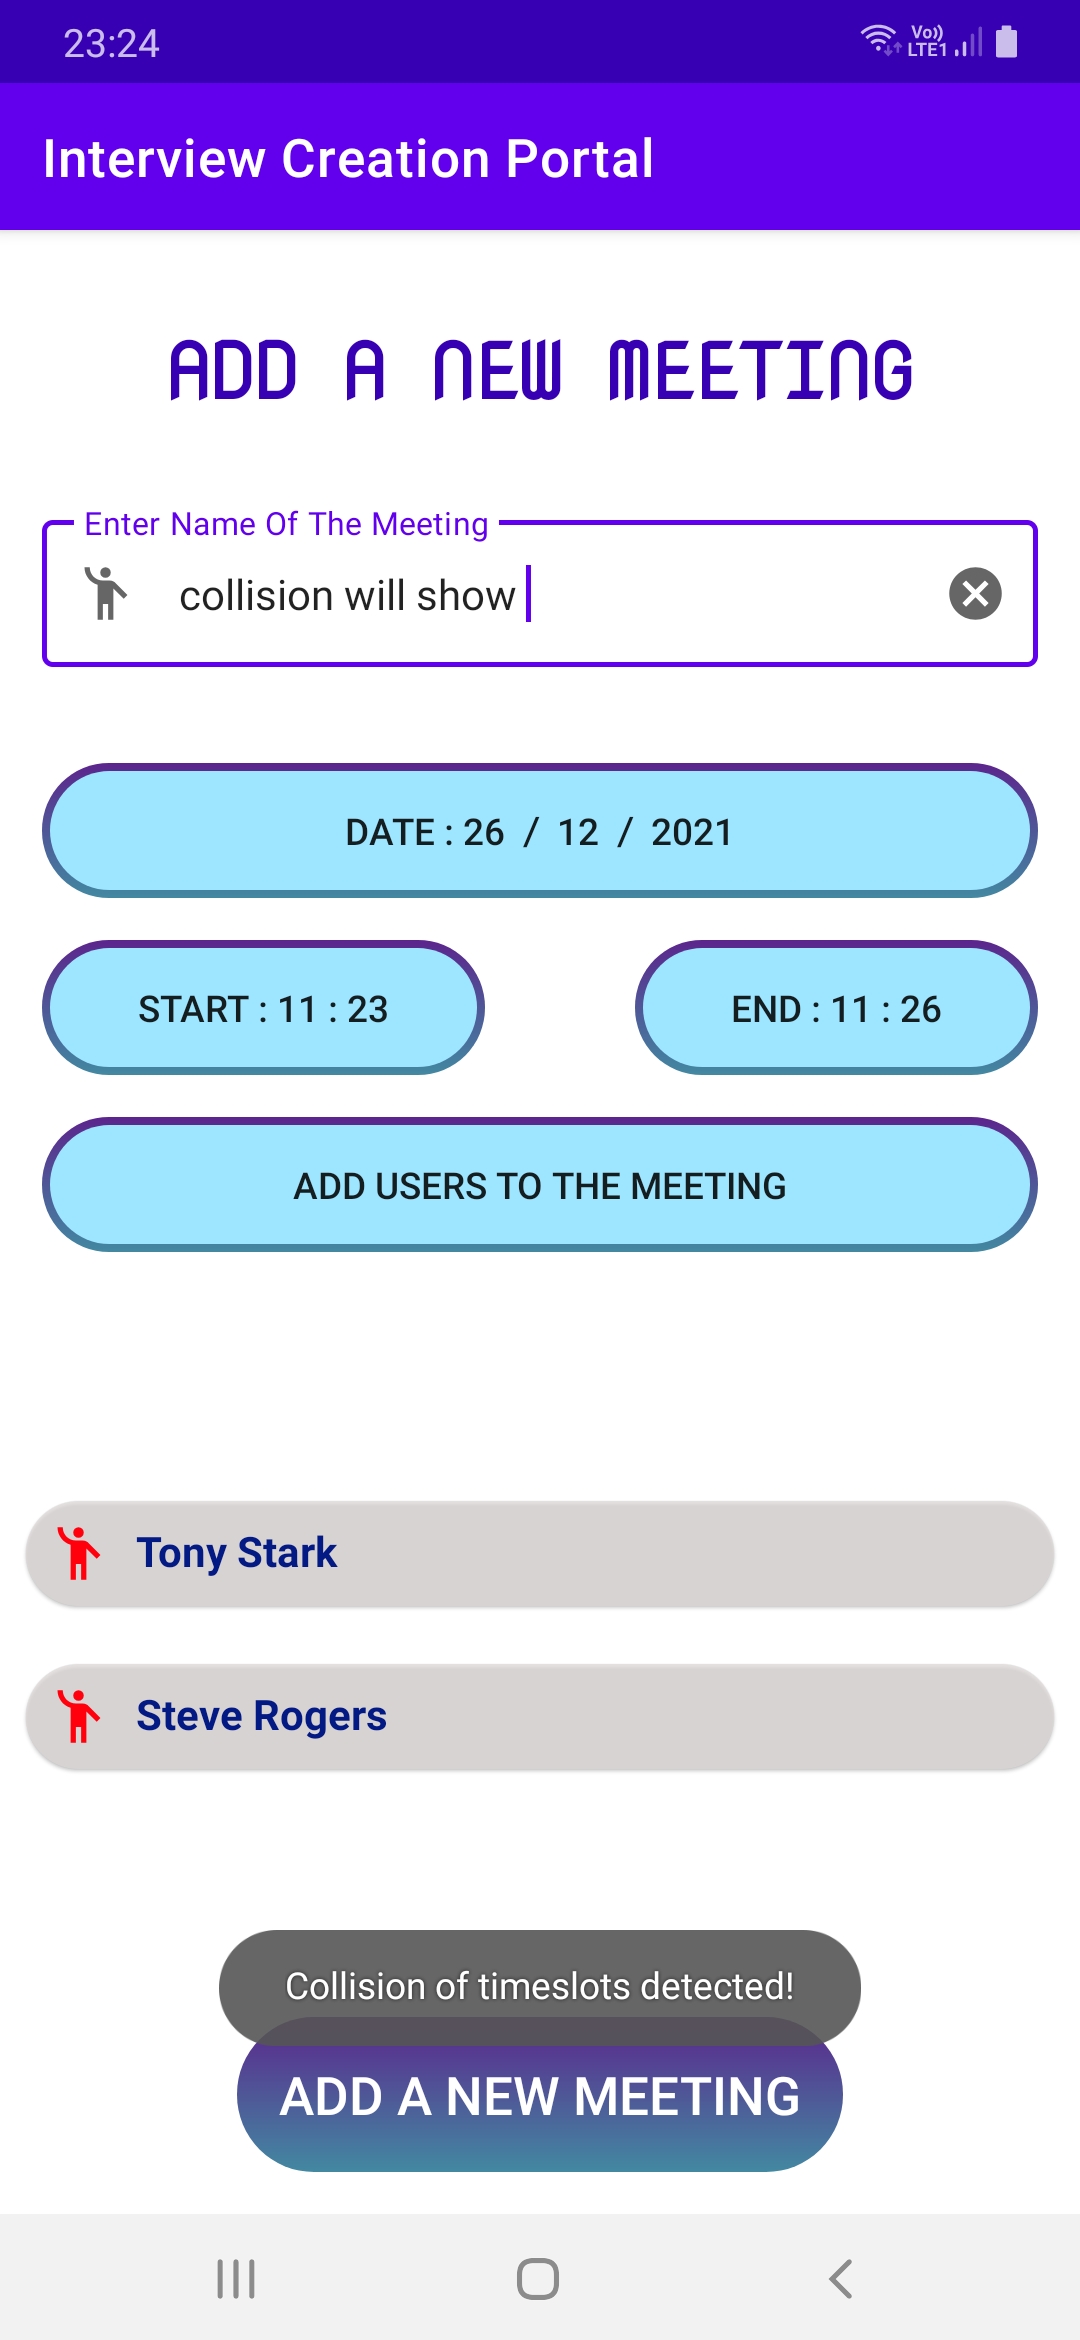 23:24
Vo))
LTE1
Interview Creation Portal
ADD A NEW MEETING
Enter Name Of The Meeting
collision will show
DATE : 26 / 12 / 2021
START : 11 : 23
END : 11 : 26
ADD USERS TO THE MEETING
Tony Stark
Steve Rogers
Collision of timeslots detected!
ADD A NEW MEETING